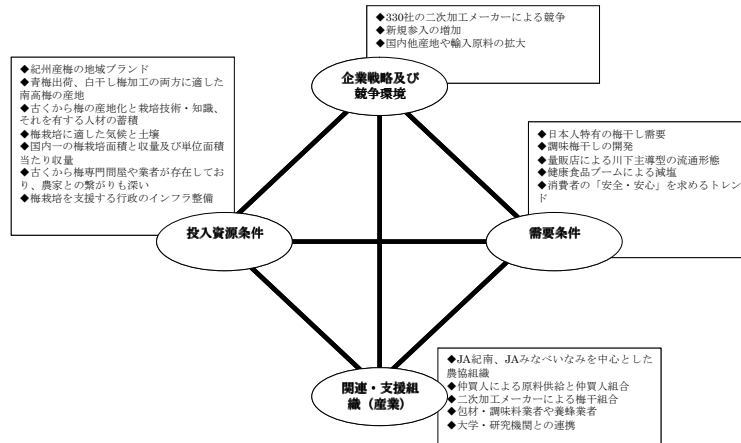 ◆330社の二次加工メーカーによる競争
◆新規参入の増加
◆国内他産地や輸入原料の拡大
企業戦略及び
競争環境
◆紀州産梅の地域ブランド
◆青梅出荷、白干し梅加工の両方に適した
南高梅の産地
◆古くから梅の産地化と栽培技術・知識、
それを有する人材の蓄積
◆梅栽培に適した気候と土壌
◆国内一の梅栽培面積と収量及び単位面積
当たり収量
◆古くから梅専門問屋や業者が存在してお
り、農家との繋がりも深い
◆梅栽培を支援する行政のインフラ整備
◆日本人特有の梅干し需要
◆調味梅干しの開発
◆量販店による川下主導型の流通形態
◆健康食品ブームによる減塩
◆消費者の「安全・安心」を求めるトレン
ド
投入資源条件
需要条件
関連・支援組
織（産業）
◆JA紀南、JAみなべいなみを中心とした
農協組織
◆仲買人による原料供給と仲買人組合
◆二次加工メーカーによる梅干組合
◆包材・調味料業者や養蜂業者
◆大学・研究機関との連携